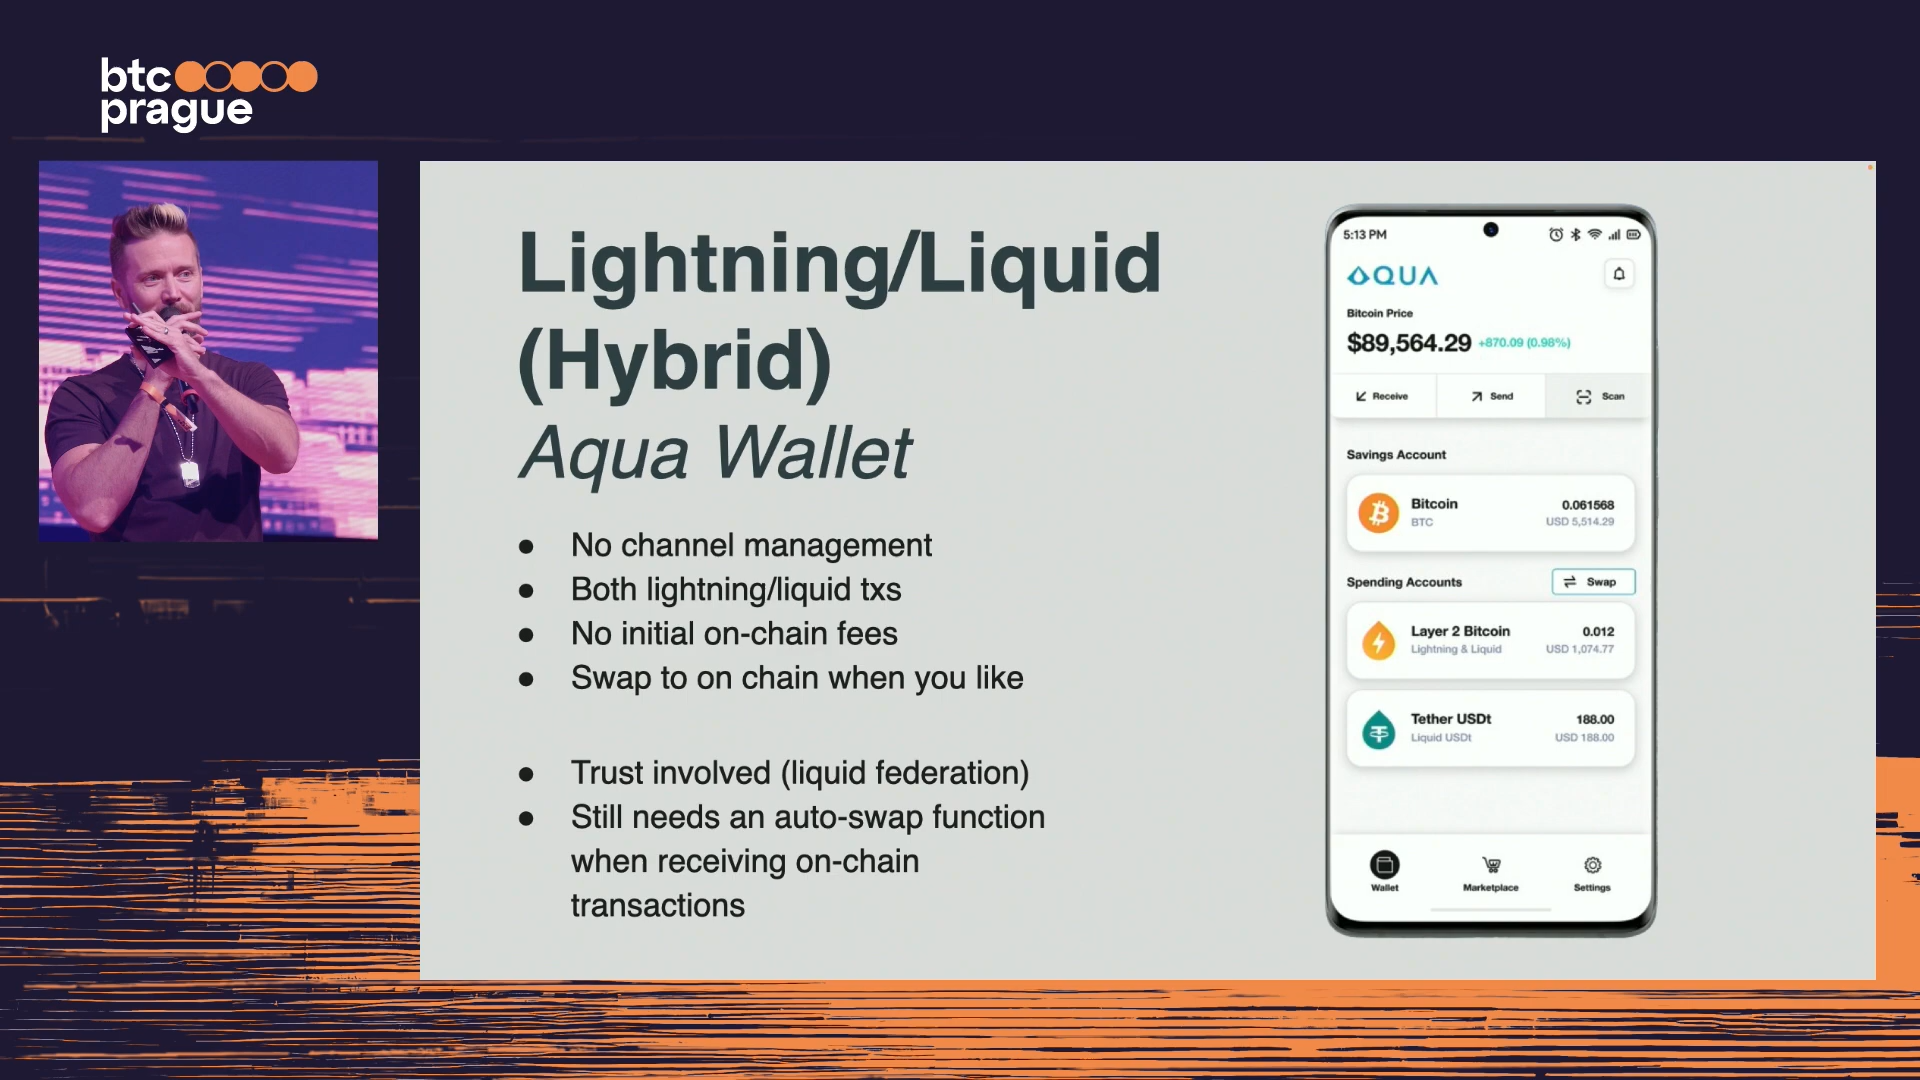 btc
prague
Lightning/Liquid
(Hybrid)
Aqua Wallet
● No channel management
● Both lightning/liquid txs
● No initial on-chain fees
● Swap to on chain when you like
● Trust involved (liquid federation)
● Still needs an auto-swap function
when receiving on-chain
transactions
5:13 PM
AQUA
Bitcoin Price
$89,564.29 +870.09 (0.98%)
Receive Send Scan
Savings Account
Bitcoin 0.061568
BTC USD 5,514.29
Spending Accounts Swap
Layer 2 Bitcoin 0.012
Lightning & Liquid USD 1,074.77
Tether USDt 188.00
Liquid USDt USD 188.00
Wallet Marketplace Settings